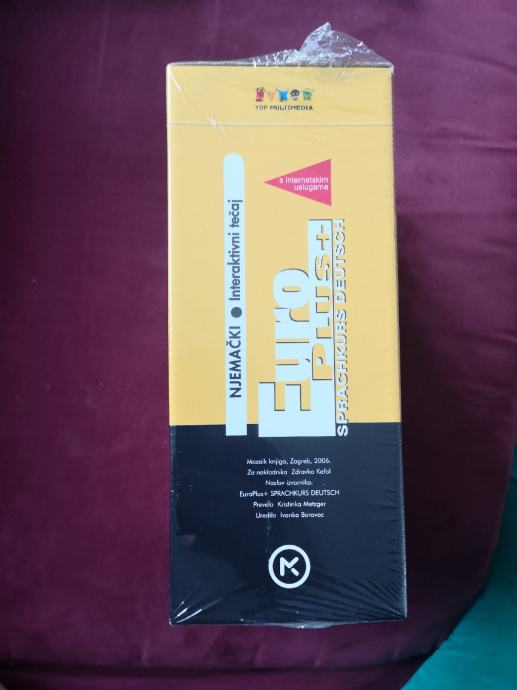 YDP MULTIMEDIA
s internetskim
uslugama
NJEMAČKI ● Interaktivni tečaj
Euro
PLUS+
SPRACHKURS DEUTSCH
Mozaik knjiga, Zagreb, 2006.
Za nakladnika Zdravko Kafol
Naslov izvornika:
EuroPlus+ SPRACHKURS DEUTSCH
Prevela Kristinka Metzger
Uredila Ivanka Borovac